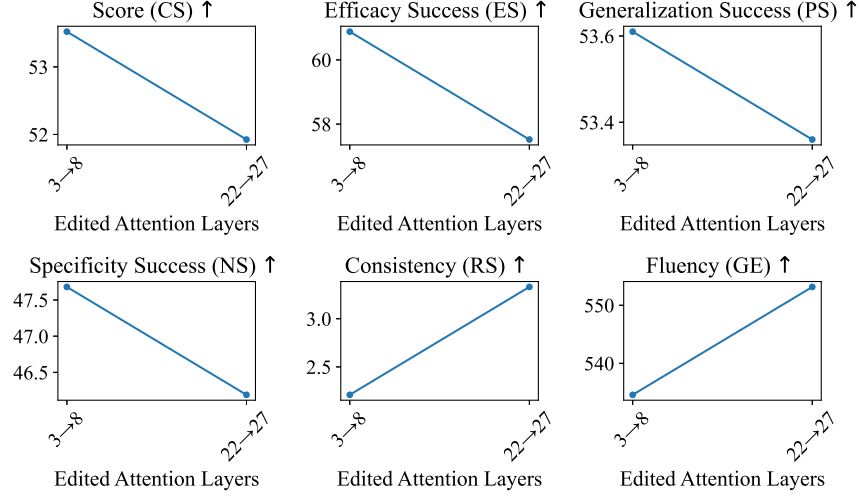 Score (CS) ↑
53
52
3→8
22→27
Edited Attention Layers
Efficacy Success (ES) ↑
60
58
3→8
22→27
Edited Attention Layers
Generalization Success (PS) ↑
53.6
53.4
3→8
22→27
Edited Attention Layers
Specificity Success (NS) ↑
47.5
47.0
46.5
3→8
22→27
Edited Attention Layers
Consistency (RS) ↑
3.0
2.5
3→8
22→27
Edited Attention Layers
Fluency (GE) ↑
550
540
3→8
22→27
Edited Attention Layers